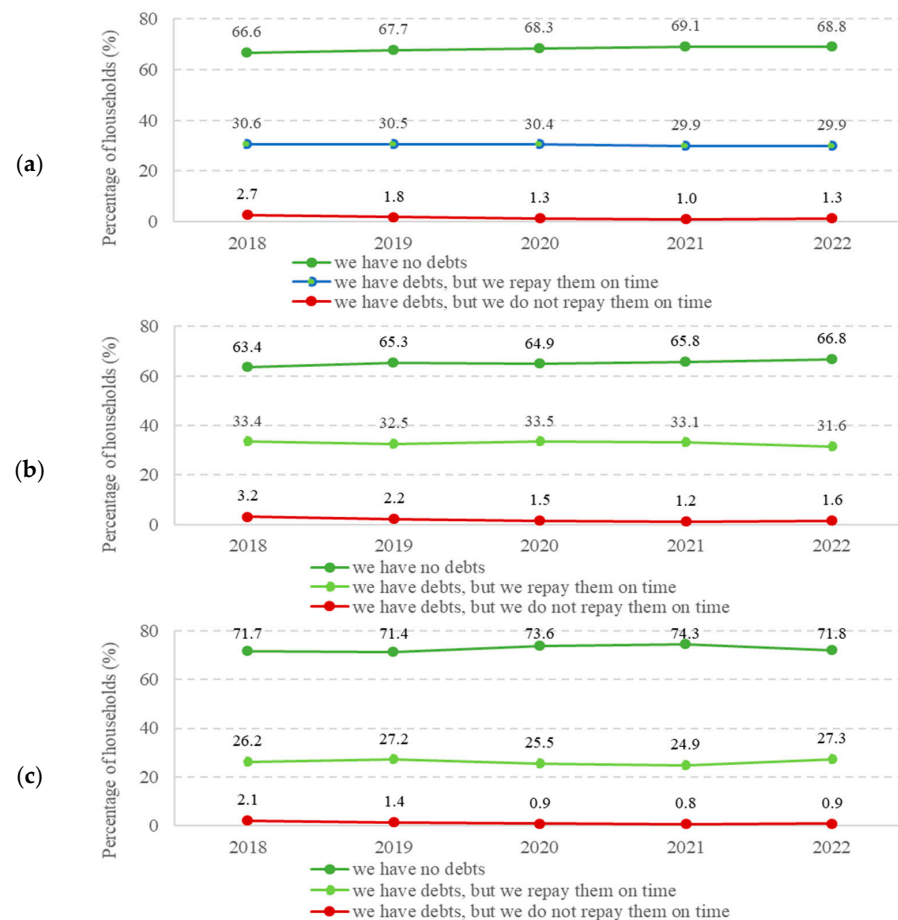 (a)
Percentage of households (%)
80
60
40
20
0
66.6 67.7 68.3 69.1 68.8
30.6 30.5 30.4 29.9 29.9
2.7 1.8 1.3 1.0 1.3
2018 2019 2020 2021 2022
we have no debts
we have debts, but we repay them on time
we have debts, but we do not repay them on time
(b)
Percentage of households (%)
80
60
40
20
0
63.4 65.3 64.9 65.8 66.8
33.4 32.5 33.5 33.1 31.6
3.2 2.2 1.5 1.2 1.6
2018 2019 2020 2021 2022
we have no debts
we have debts, but we repay them on time
we have debts, but we do not repay them on time
(c)
Percentage of households (%)
80
60
40
20
0
71.7 71.4 73.6 74.3 71.8
26.2 27.2 25.5 24.9 27.3
2.1 1.4 0.9 0.8 0.9
2018 2019 2020 2021 2022
we have no debts
we have debts, but we repay them on time
we have debts, but we do not repay them on time